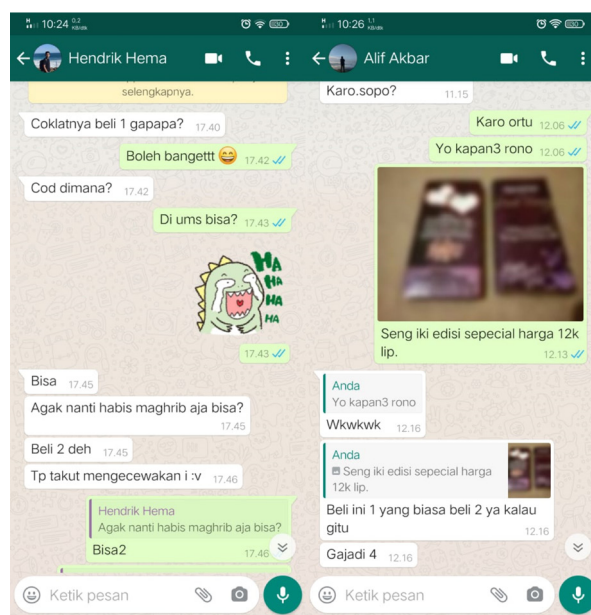 10:24 0,2 KB/det
Hendrik Hema
selengkapnya.
Coklatnya beli 1 gapapa? 17.40
Boleh bangettt😄 17.42
Cod dimana? 17.42
Di ums bisa? 17.43
HA
HA
HA
HA
17.43
Bisa 17.45
Agak nanti habis maghrib aja bisa?
17.45
Beli 2 deh 17.45
Tp takut mengecewakan i :v 17.46
Hendrik Hema
Agak nanti habis maghrib aja bisa?
Bisa2 17.46
Ketik pesan
10:26 1,1
Alif Akbar
Karo.sopo? 11.15
Karo ortu 12.06
Yo kapan3 rono 12.06
Seng iki edisi sepecial harga 12k
lip. 12.13
Anda
Yo kapan3 rono
Wkwkwk 12.16
Anda
Seng iki edisi sepecial harga
12k lip.
Beli ini 1 yang biasa beli 2 ya kalau
gitu 12.16
Gajadi 4 12.16
Ketik pesan